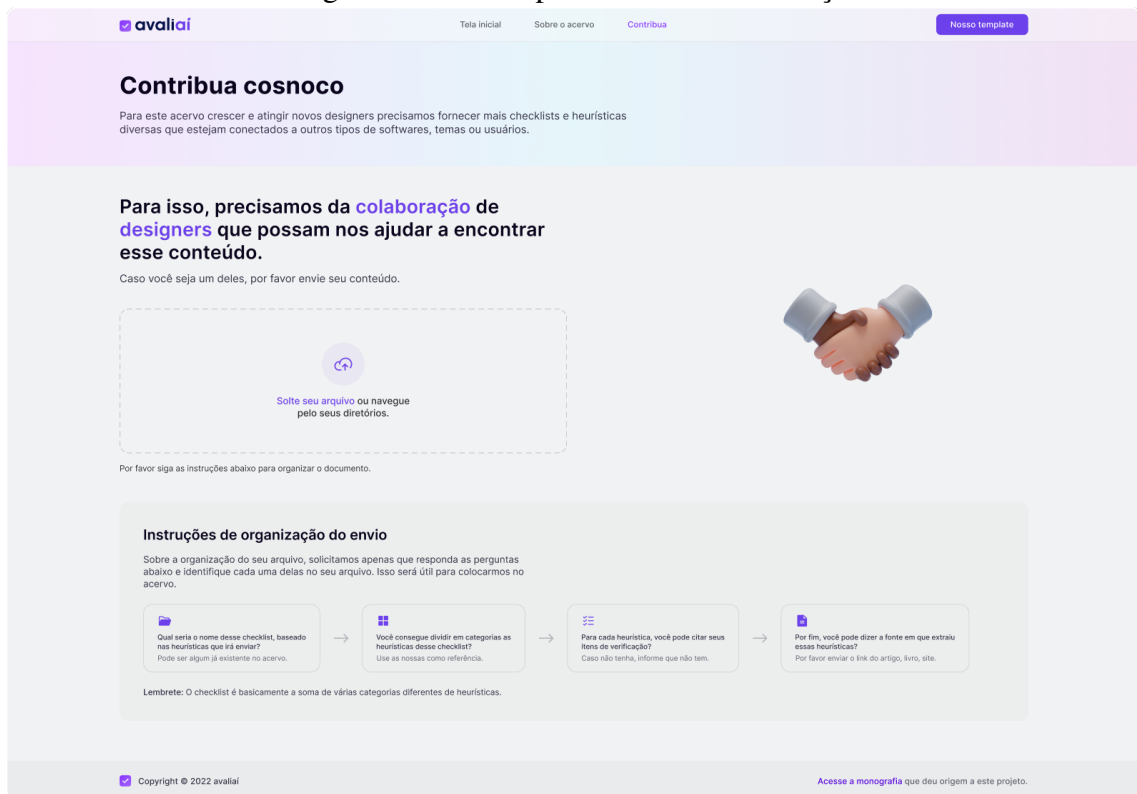 avaliaí
Tela inicial
Sobre o acervo
Contribua
Nosso template
Contribua cosnoco
Para este acervo crescer e atingir novos designers precisamos fornecer mais checklists e heurísticas
diversas que estejam conectados a outros tipos de softwares, temas ou usuários.
Para isso, precisamos da colaboração de
designers que possam nos ajudar a encontrar
esse conteúdo.
Caso você seja um deles, por favor envie seu conteúdo.
Solte seu arquivo ou navegue
pelo seus diretórios.
Por favor siga as instruções abaixo para organizar o documento.
Instruções de organização do envio
Sobre a organização do seu arquivo, solicitamos apenas que responda as perguntas
abaixo e identifique cada uma delas no seu arquivo. Isso será útil para colocarmos no
acervo.
Qual seria o nome desse checklist, baseado
nas heurísticas que irá enviar?
Pode ser algum já existente no acervo.
Você consegue dividir em categorias as
heurísticas desse checklist?
Use as nossas como referência.
Para cada heurística, você pode citar seus
itens de verificação?
Caso não tenha, informe que não tem.
Por fim, você pode dizer a fonte em que extraiu
essas heurísticas?
Por favor enviar o link do artigo, livro, site.
Lembrete: O checklist é basicamente a soma de várias categorias diferentes de heurísticas.
Copyright © 2022 avaliaí
Acesse a monografia que deu origem a este projeto.